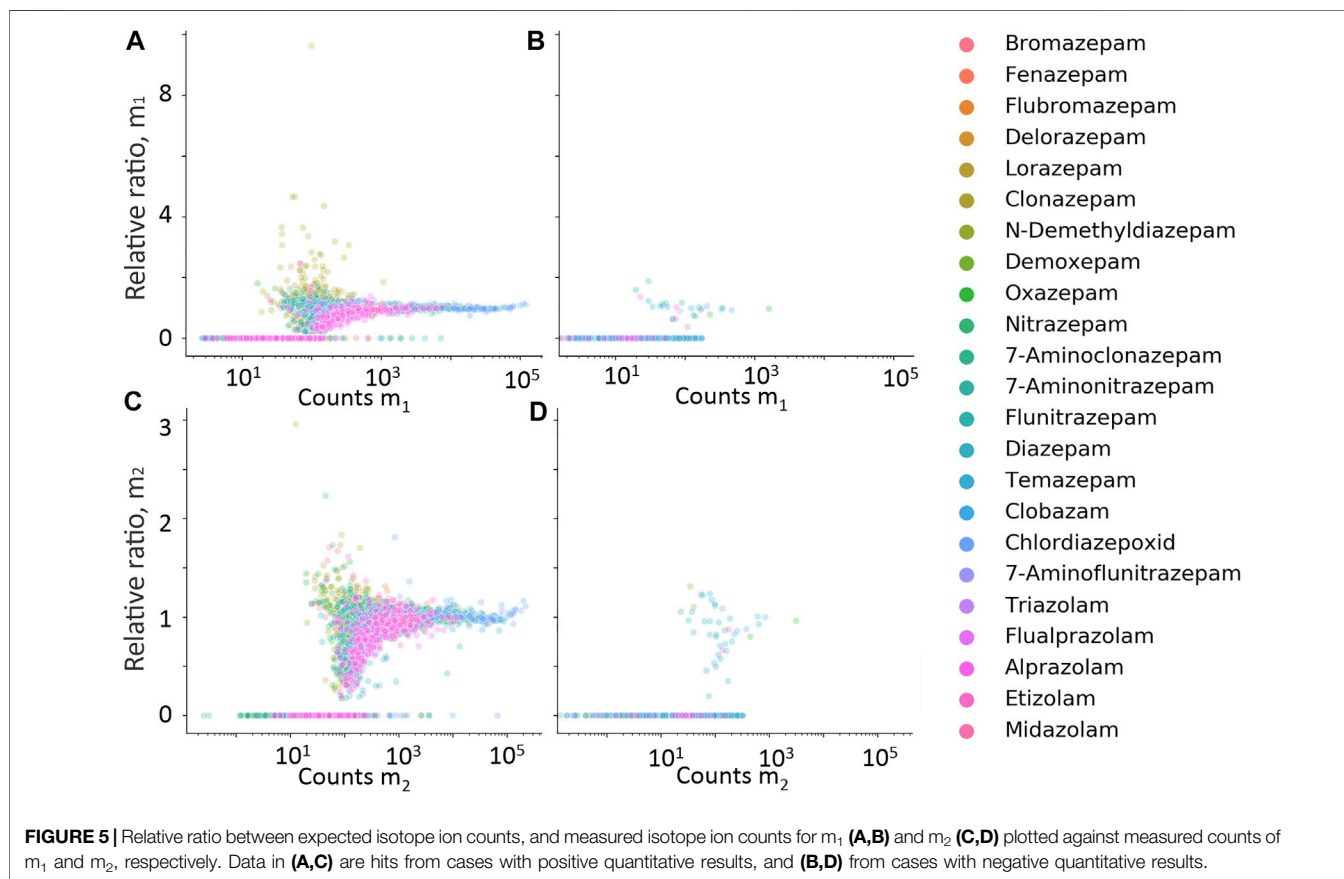 A
B
8
4
0
Relative ratio, m1
10^1
10^3
10^5
Counts m1
10^1
10^3
10^5
Counts m1
C
D
3
2
1
0
Relative ratio, m2
10^1
10^3
10^5
Counts m2
10^1
10^3
10^5
Counts m2
Bromazepam
Fenazepam
Flubromazepam
Delorazepam
Lorazepam
Clonazepam
N-Demethyldiazepam
Demoxepam
Oxazepam
Nitrazepam
7-Aminoclonazepam
7-Aminonitrazepam
Flunitrazepam
Diazepam
Temazepam
Clobazam
Chlordiazepoxid
7-Aminoflunitrazepam
Triazolam
Flualprazolam
Alprazolam
Etizolam
Midazolam
FIGURE 5 | Relative ratio between expected isotope ion counts, and measured isotope ion counts for m1 (A,B) and m2 (C,D) plotted against measured counts of
m1 and m2, respectively. Data in (A,C) are hits from cases with positive quantitative results, and (B,D) from cases with negative quantitative results.